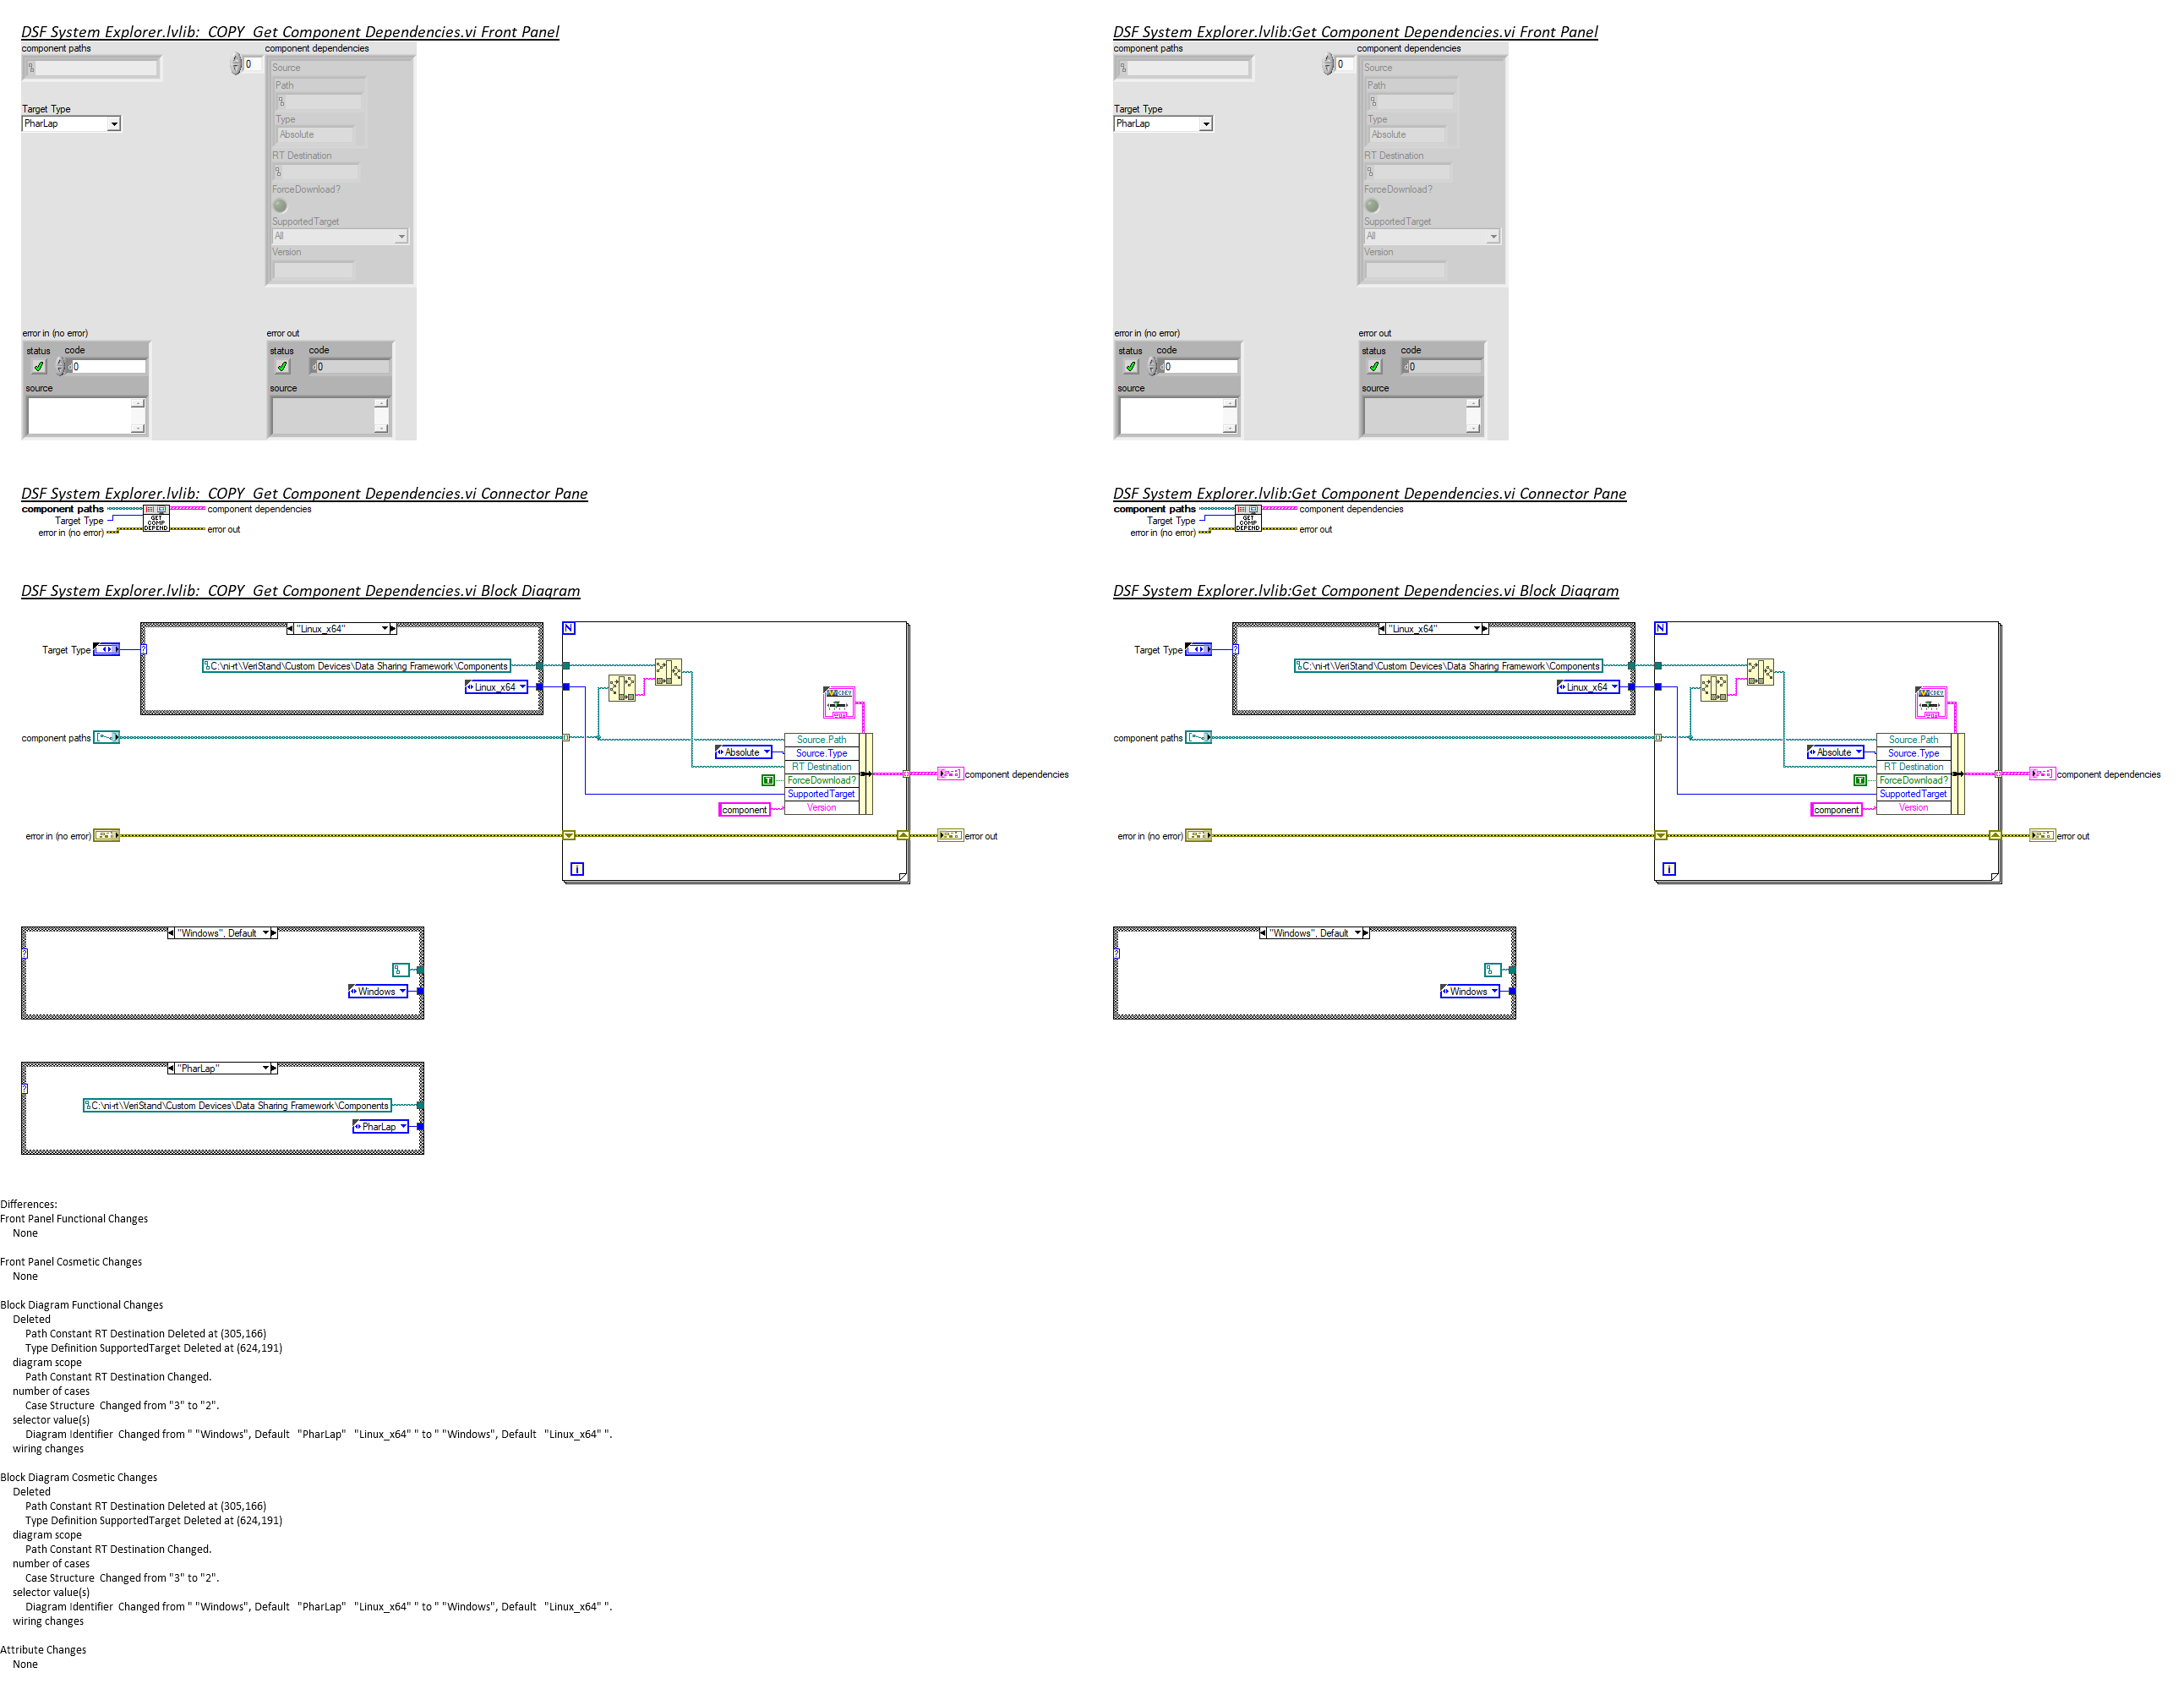 DSF System Explorer.lvlib:  COPY  Get Component Dependencies.vi Front Panel
component paths
0
component dependencies
Source
Path
Target Type
PharLap
Type
Absolute
RT Destination
ForceDownload?
SupportedTarget
All
Version
error in (no error)
status
code
0
source
error out
status
code
0
source
DSF System Explorer.lvlib:  COPY  Get Component Dependencies.vi Connector Pane
component paths
component dependencies
Target Type
GET
COMP
DEPEND
error in (no error)
error out
DSF System Explorer.lvlib:  COPY  Get Component Dependencies.vi Block Diagram
"Linux_x64"
N
Target Type
?
C:\ni-rt\VeriStand\Custom Devices\Data Sharing Framework\Components
Linux_x64
component paths
Source.Path
Absolute
Source.Type
RT Destination
T
ForceDownload?
SupportedTarget
component
Version
component dependencies
error in (no error)
error out
i
"Windows", Default
?
Windows
"PharLap"
?
C:\ni-rt\VeriStand\Custom Devices\Data Sharing Framework\Components
PharLap
DSF System Explorer.lvlib:Get Component Dependencies.vi Front Panel
component paths
0
component dependencies
Source
Path
Target Type
PharLap
Type
Absolute
RT Destination
ForceDownload?
SupportedTarget
All
Version
error in (no error)
status
code
0
source
error out
status
code
0
source
DSF System Explorer.lvlib:Get Component Dependencies.vi Connector Pane
component paths
component dependencies
Target Type
GET
COMP
DEPEND
error in (no error)
error out
DSF System Explorer.lvlib:Get Component Dependencies.vi Block Diagram
"Linux_x64"
N
Target Type
?
C:\ni-rt\VeriStand\Custom Devices\Data Sharing Framework\Components
Linux_x64
component paths
Source.Path
Absolute
Source.Type
RT Destination
T
ForceDownload?
SupportedTarget
component
Version
component dependencies
error in (no error)
error out
i
"Windows", Default
?
Windows
Differences:
Front Panel Functional Changes
None
Front Panel Cosmetic Changes
None
Block Diagram Functional Changes
Deleted
Path Constant RT Destination Deleted at (305,166)
Type Definition SupportedTarget Deleted at (624,191)
diagram scope
Path Constant RT Destination Changed.
number of cases
Case Structure  Changed from "3" to "2".
selector value(s)
Diagram Identifier  Changed from " "Windows", Default   "PharLap"   "Linux_x64" " to " "Windows", Default   "Linux_x64" ".
wiring changes
Block Diagram Cosmetic Changes
Deleted
Path Constant RT Destination Deleted at (305,166)
Type Definition SupportedTarget Deleted at (624,191)
diagram scope
Path Constant RT Destination Changed.
number of cases
Case Structure  Changed from "3" to "2".
selector value(s)
Diagram Identifier  Changed from " "Windows", Default   "PharLap"   "Linux_x64" " to " "Windows", Default   "Linux_x64" ".
wiring changes
Attribute Changes
None